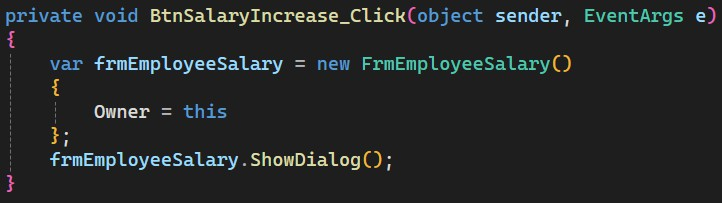 private void BtnSalaryIncrease_Click(object sender, EventArgs e)
{
    var frmEmployeeSalary = new FrmEmployeeSalary()
    {
        Owner = this
    };
    frmEmployeeSalary.ShowDialog();
}